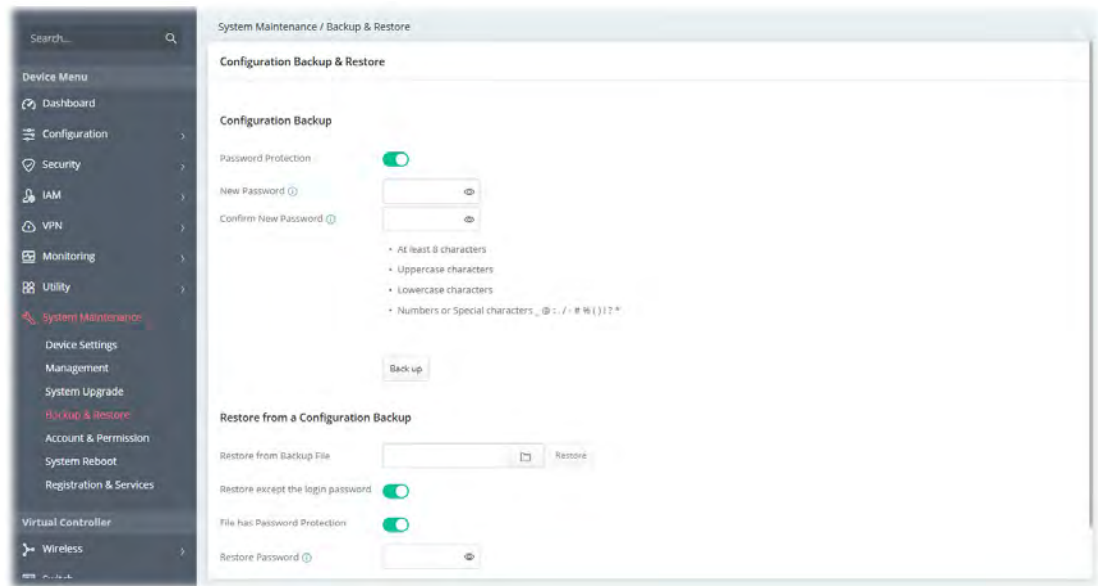 Search...
Device Menu
Dashboard
Configuration
Security
IAM
VPN
Monitoring
Utility
System Maintenance
Device Settings
Management
System Upgrade
Backup & Restore
Account & Permission
System Reboot
Registration & Services
Virtual Controller
Wireless
Switch
System Maintenance / Backup & Restore
Configuration Backup & Restore
Configuration Backup
Password Protection
New Password
Confirm New Password
• At least 8 characters
• Uppercase characters
• Lowercase characters
• Numbers or Special characters _ @ : . / - # % ( ) ! ? *
Back up
Restore from a Configuration Backup
Restore from Backup File
Restore
Restore except the login password
File has Password Protection
Restore Password